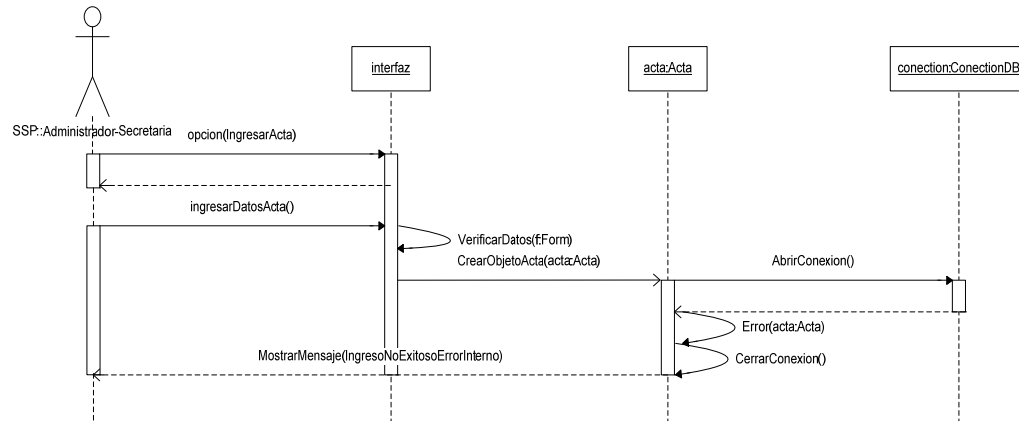 interfaz
acta:Acta
conection:ConectionDB
SSP::Administrador-Secretaria
opcion(IngresarActa)
ingresarDatosActa()
VerificarDatos(f:Form)
CrearObjetoActa(acta:Acta)
AbrirConexion()
Error(acta:Acta)
MostrarMensaje(IngresoNoExitosoErrorInterno)
CerrarConexion()